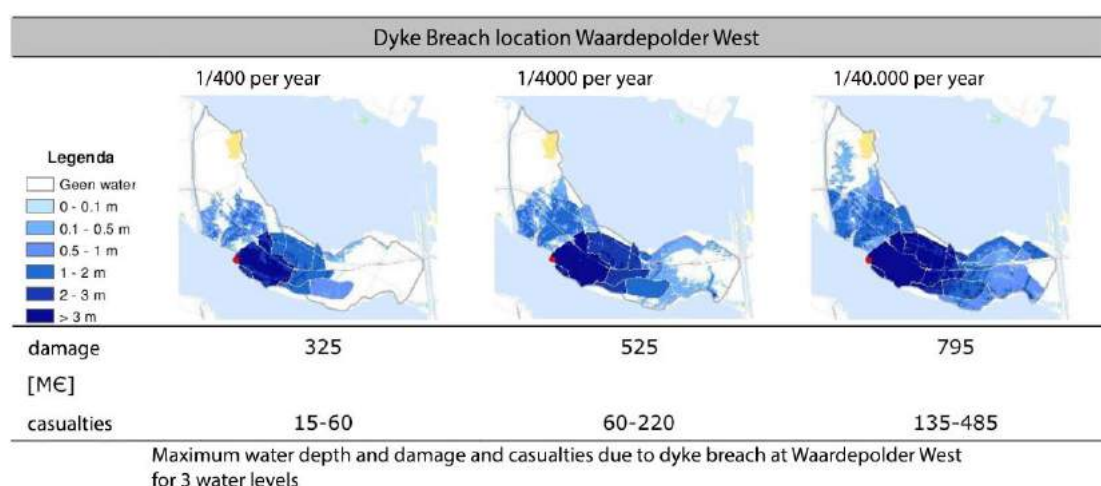 Dyke Breach location Waardepolder West
1/400 per year 1/4000 per year 1/40.000 per year
Legenda
Geen water
0 - 0.1 m
0.1 - 0.5 m
0.5 - 1 m
1 - 2 m
2 - 3 m
> 3 m
damage 325 525 795
[M€]
casualties 15-60 60-220 135-485
Maximum water depth and damage and casualties due to dyke breach at Waardepolder West
for 3 water levels